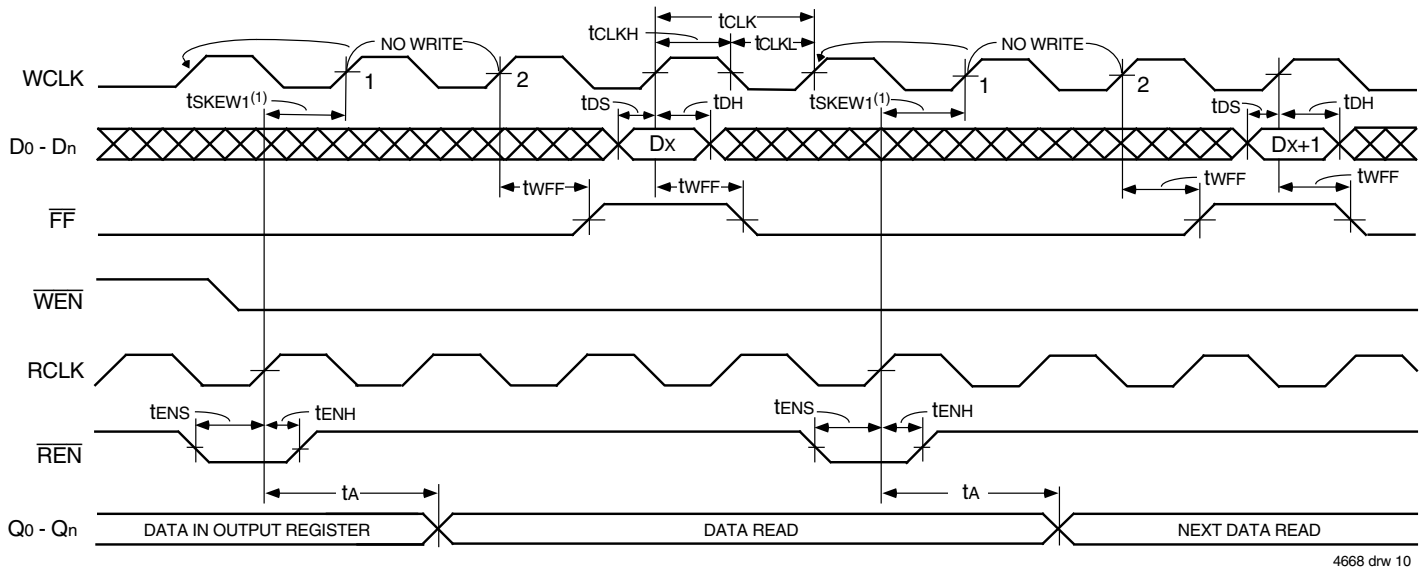 tCLK
tCLKH
tCLKL
NO WRITE
NO WRITE
WCLK
1
2
1
2
tSKEW1(1)
tDS
tDH
tSKEW1(1)
tDS
tDH
D0 - Dn
DX
DX+1
tWFF
tWFF
tWFF
tWFF
FF
WEN
RCLK
tENS
tENH
tENS
tENH
REN
tA
tA
Q0 - Qn
DATA IN OUTPUT REGISTER
DATA READ
NEXT DATA READ
4668 drw 10